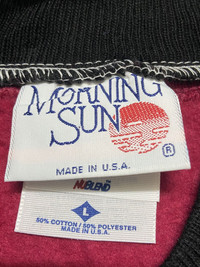 MORNING
SUN
®
MADE IN U.S.A.
NUBLEND
L
50% COTTON / 50% POLYESTER
MADE IN U.S.A.